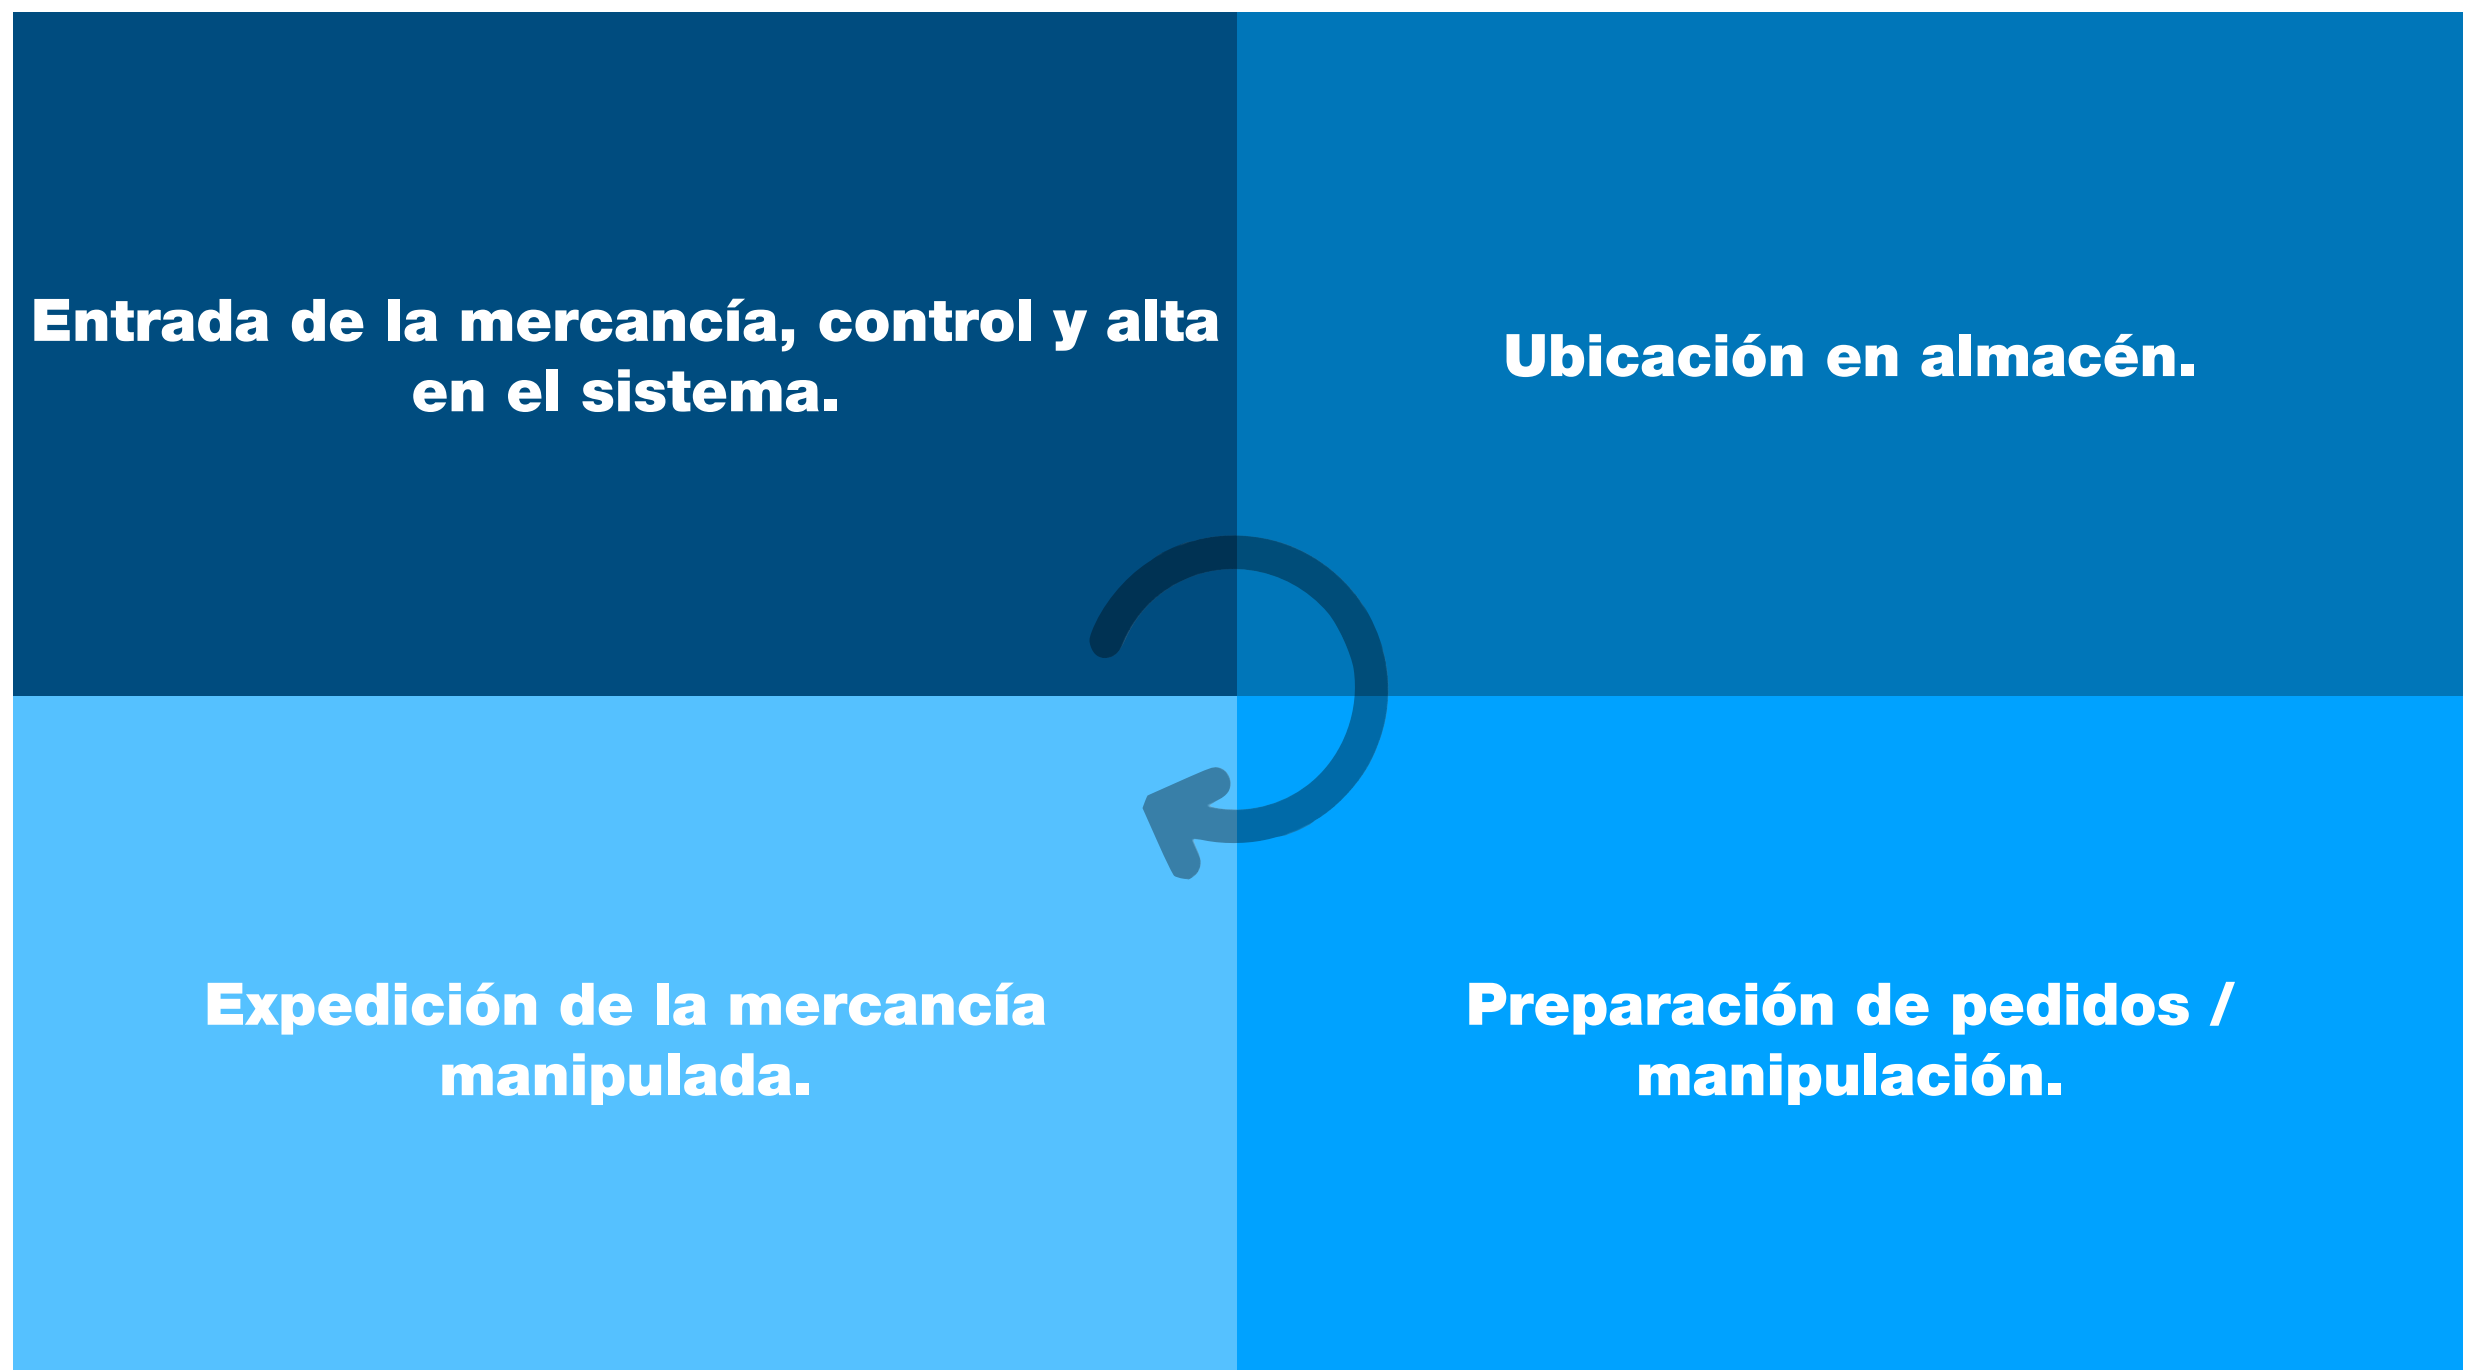 Entrada de la mercancía, control y alta
en el sistema.
Ubicación en almacén.
Expedición de la mercancía
manipulada.
Preparación de pedidos /
manipulación.